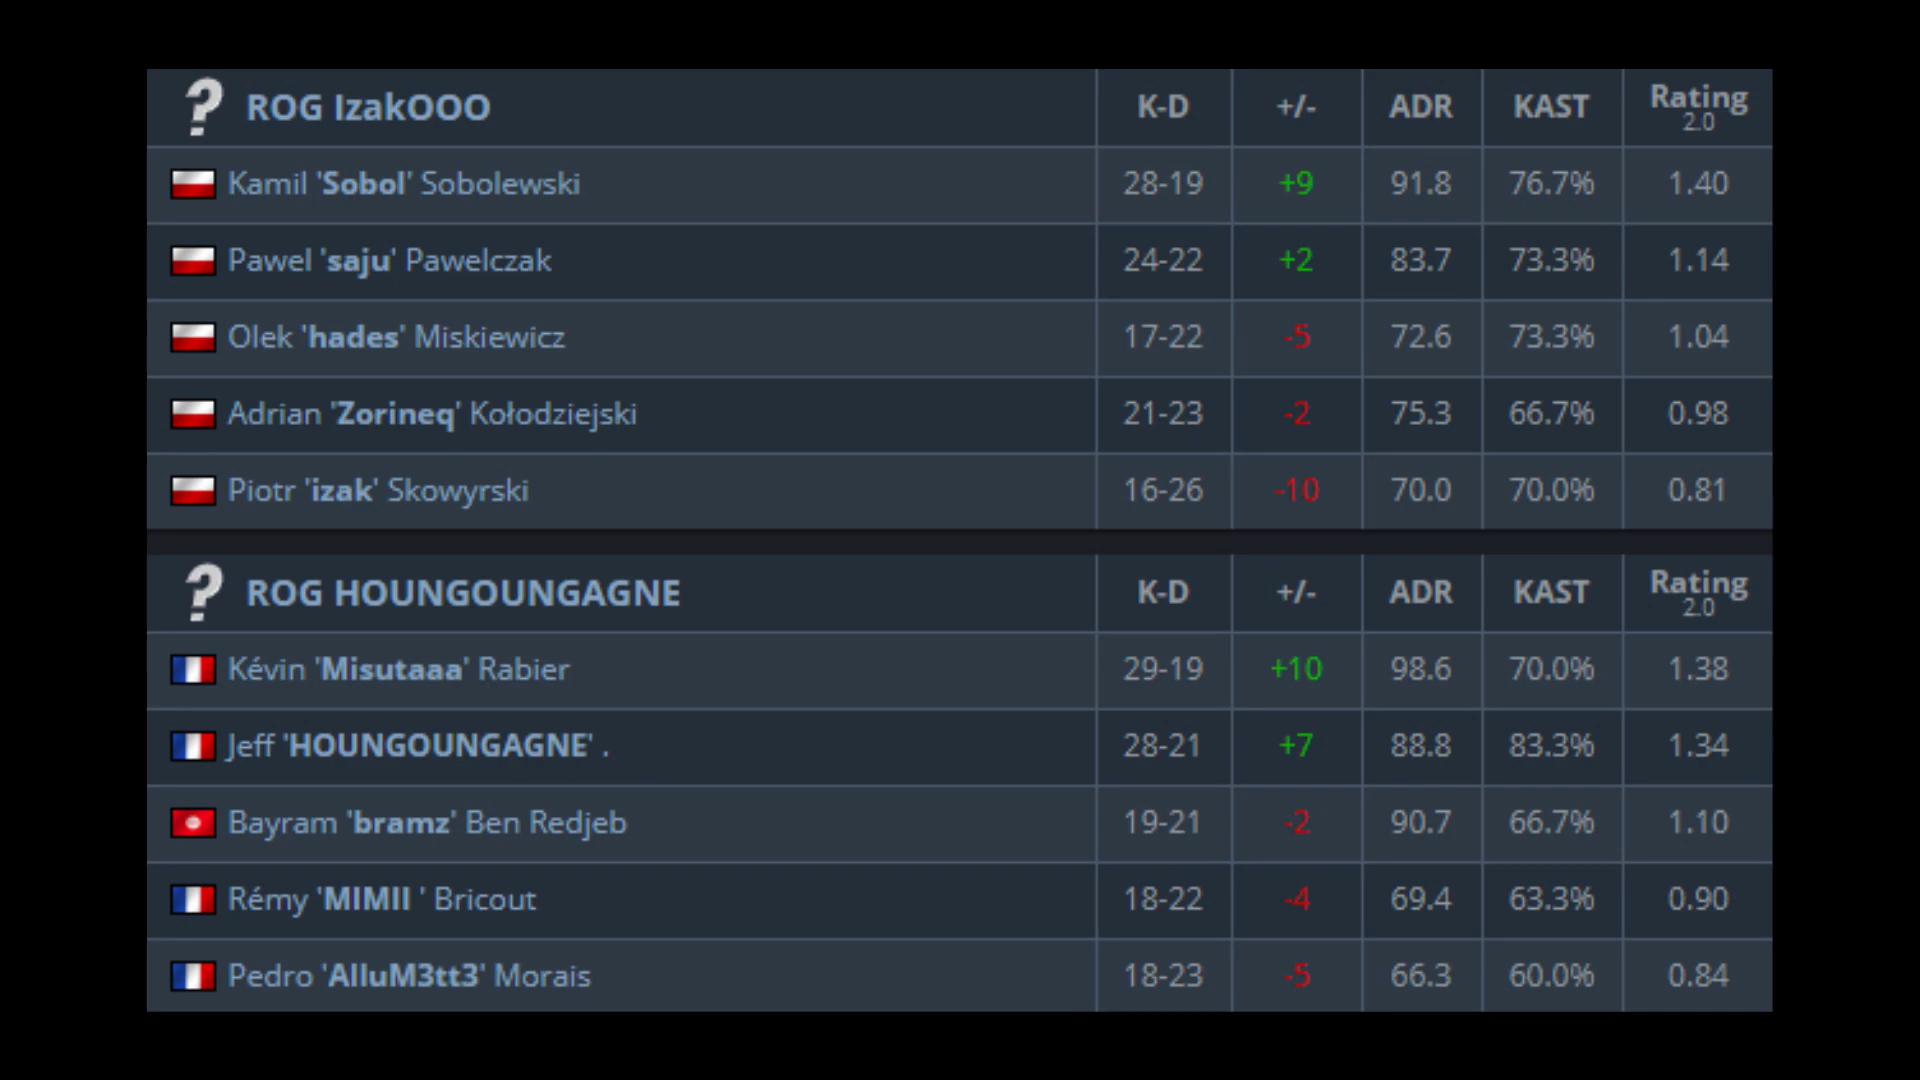 ? ROG IzakOOO K-D +/- ADR KAST Rating 2.0
Kamil 'Sobol' Sobolewski 28-19 +9 91.8 76.7% 1.40
Pawel 'saju' Pawelczak 24-22 +2 83.7 73.3% 1.14
Olek 'hades' Miskiewicz 17-22 -5 72.6 73.3% 1.04
Adrian 'Zorineq' Kołodziejski 21-23 -2 75.3 66.7% 0.98
Piotr 'izak' Skowyrski 16-26 -10 70.0 70.0% 0.81
? ROG HOUNGOUNGAGNE K-D +/- ADR KAST Rating 2.0
Kévin 'Misutaaa' Rabier 29-19 +10 98.6 70.0% 1.38
Jeff 'HOUNGOUNGAGNE' . 28-21 +7 88.8 83.3% 1.34
Bayram 'bramz' Ben Redjeb 19-21 -2 90.7 66.7% 1.10
Rémy 'MIMII ' Bricout 18-22 -4 69.4 63.3% 0.90
Pedro 'AlluM3tt3' Morais 18-23 -5 66.3 60.0% 0.84